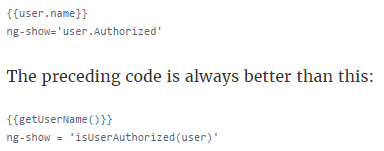 {{user.name}}
ng-show='user.Authorized'
The preceding code is always better than this:
{{getUserName()}}
ng-show = 'isUserAuthorized(user)'